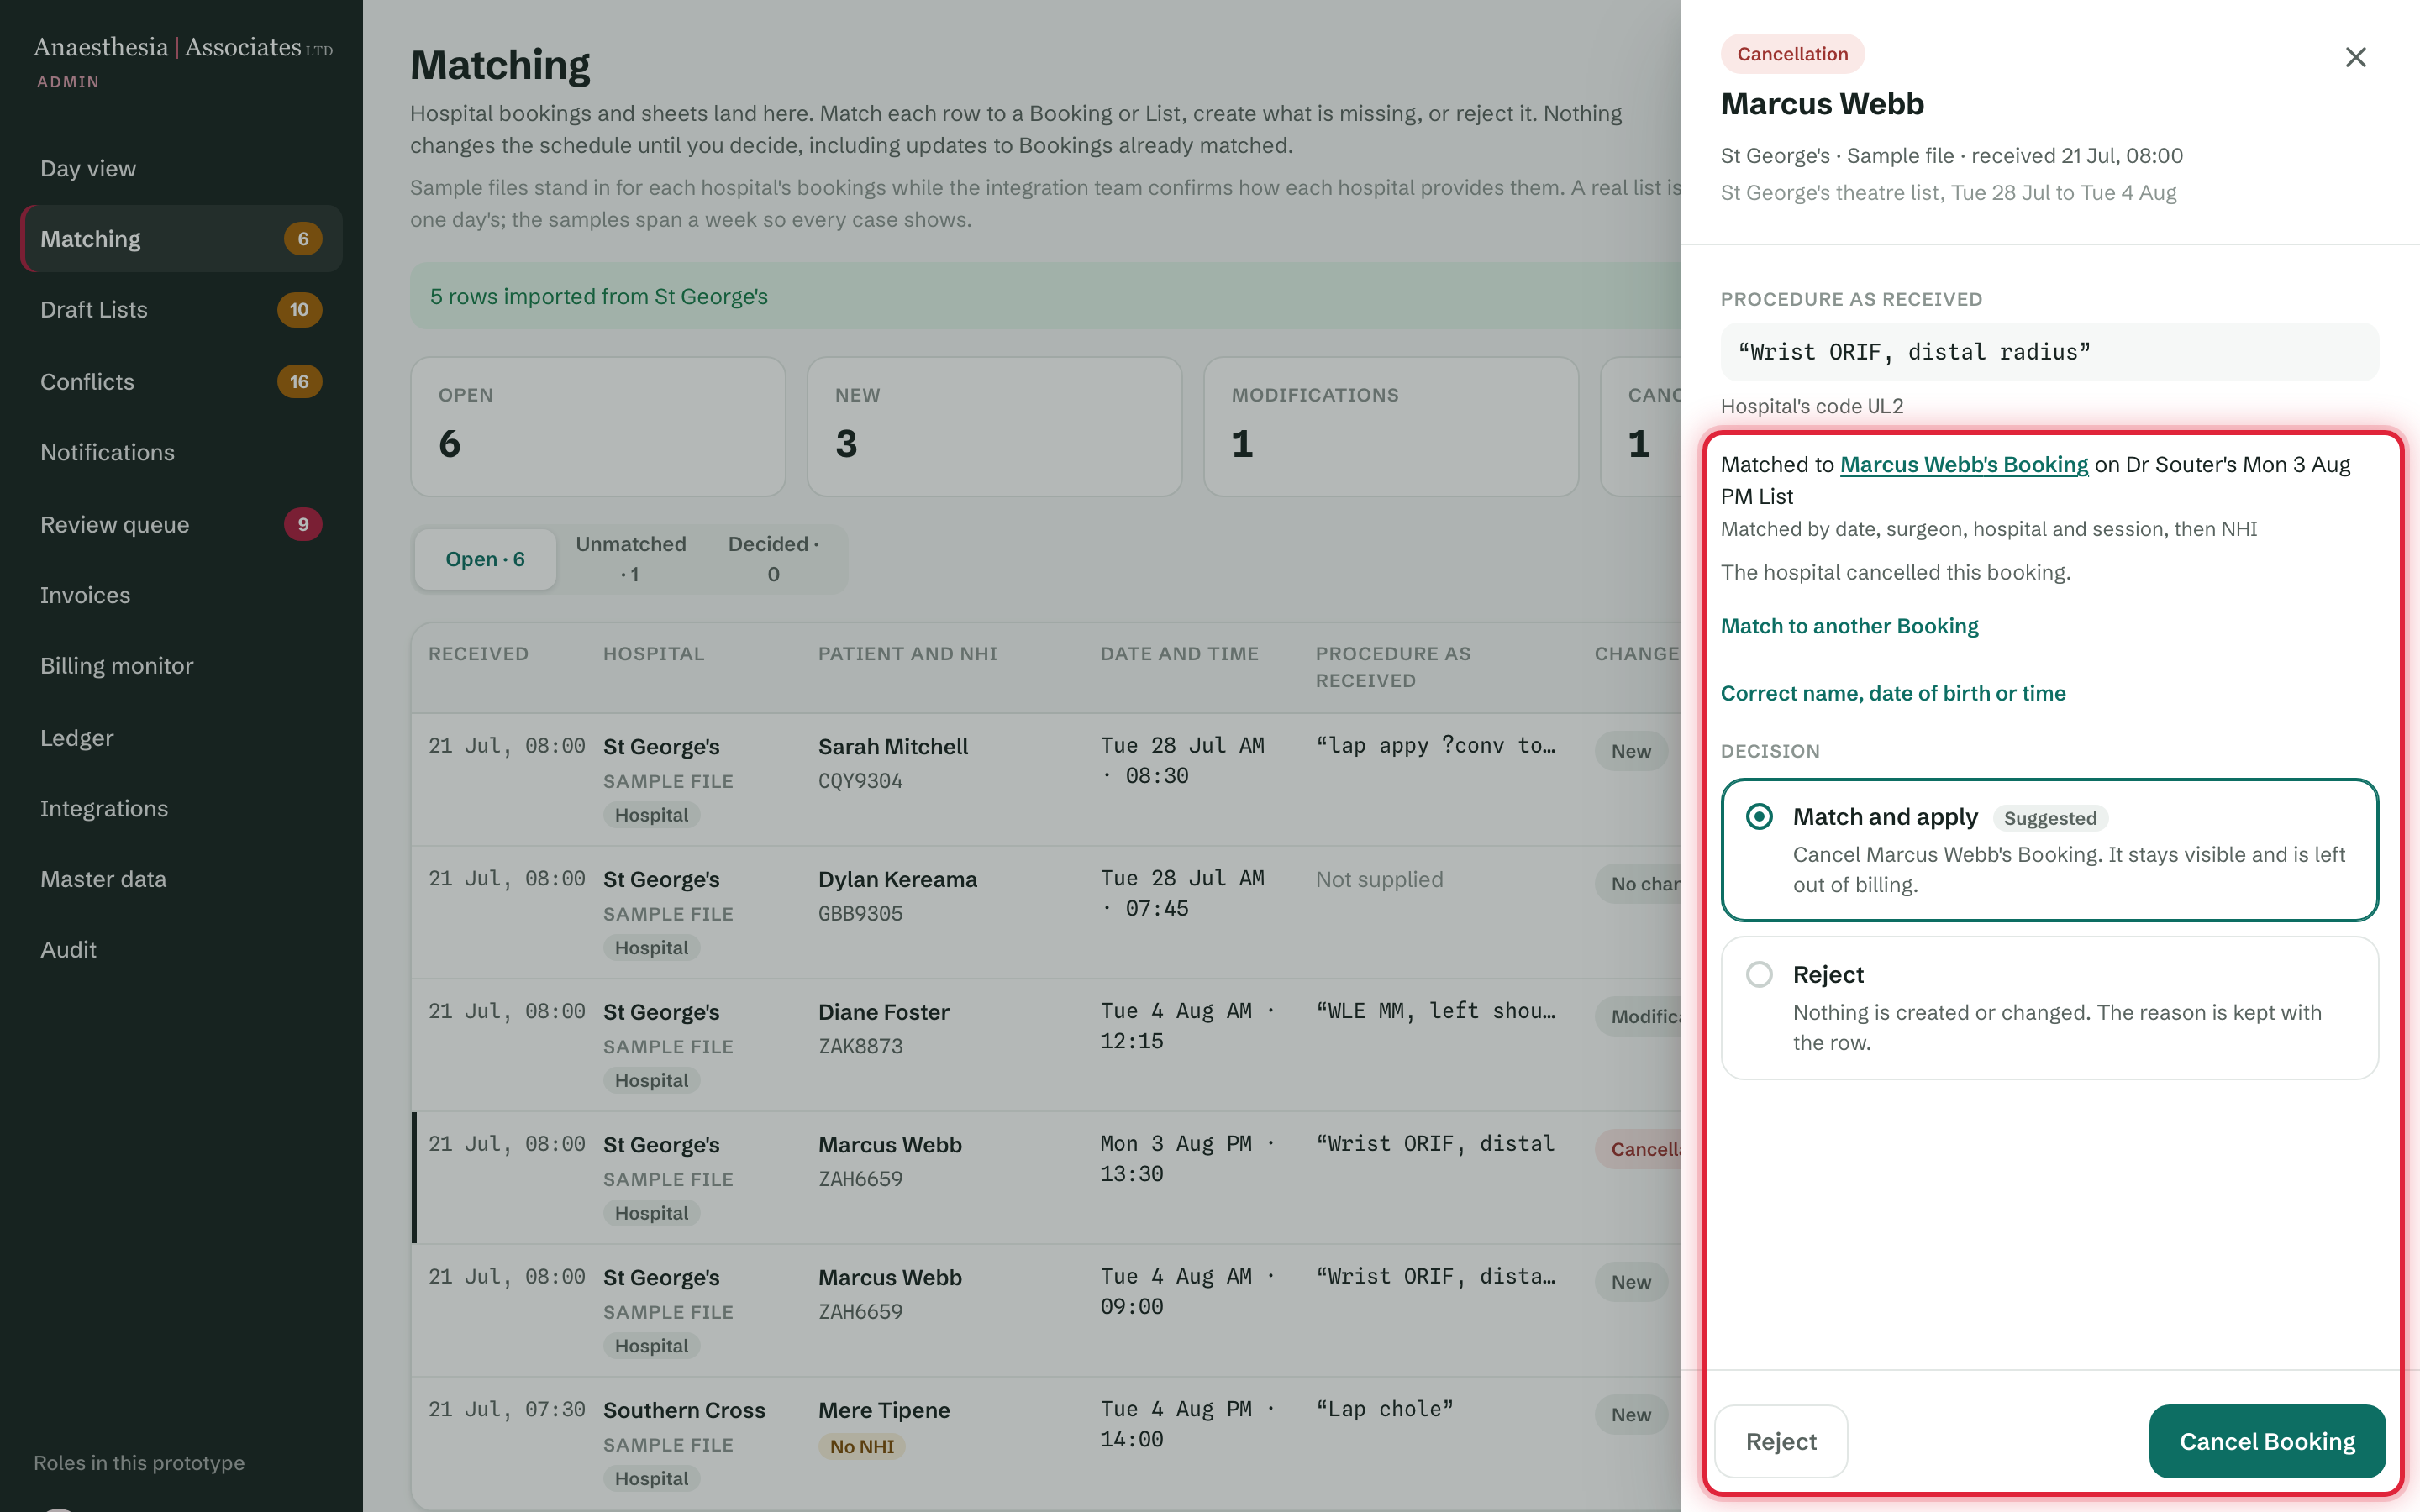 Anaesthesia | Associates LTD
ADMIN
Day view
Matching 6
Draft Lists 10
Conflicts 16
Notifications
Review queue 9
Invoices
Billing monitor
Ledger
Integrations
Master data
Audit
Roles in this prototype
Matching
Hospital bookings and sheets land here. Match each row to a Booking or List, create what is missing, or reject it. Nothing
changes the schedule until you decide, including updates to Bookings already matched.
Sample files stand in for each hospital's bookings while the integration team confirms how each hospital provides them. A real list is
one day's; the samples span a week so every case shows.
5 rows imported from St George's
OPEN
6
NEW
3
MODIFICATIONS
1
CANC
1
Open · 6
Unmatched
· 1
Decided ·
0
RECEIVED HOSPITAL PATIENT AND NHI DATE AND TIME PROCEDURE AS CHANGE
RECEIVED
21 Jul, 08:00 St George's Sarah Mitchell Tue 28 Jul AM “lap appy ?conv to… New
SAMPLE FILE CQY9304 · 08:30
Hospital
21 Jul, 08:00 St George's Dylan Kereama Tue 28 Jul AM Not supplied No chan
SAMPLE FILE GBB9305 · 07:45
Hospital
21 Jul, 08:00 St George's Diane Foster Tue 4 Aug AM · “WLE MM, left shou… Modifica
SAMPLE FILE ZAK8873 12:15
Hospital
21 Jul, 08:00 St George's Marcus Webb Mon 3 Aug PM · “Wrist ORIF, distal Cancella
SAMPLE FILE ZAH6659 13:30
Hospital
21 Jul, 08:00 St George's Marcus Webb Tue 4 Aug AM · “Wrist ORIF, dista… New
SAMPLE FILE ZAH6659 09:00
Hospital
21 Jul, 07:30 Southern Cross Mere Tipene Tue 4 Aug PM · “Lap chole” New
SAMPLE FILE No NHI 14:00
Hospital
Cancellation
Marcus Webb
St George's · Sample file · received 21 Jul, 08:00
St George's theatre list, Tue 28 Jul to Tue 4 Aug
PROCEDURE AS RECEIVED
“Wrist ORIF, distal radius”
Hospital's code UL2
Matched to Marcus Webb's Booking on Dr Souter's Mon 3 Aug
PM List
Matched by date, surgeon, hospital and session, then NHI
The hospital cancelled this booking.
Match to another Booking
Correct name, date of birth or time
DECISION
Match and apply Suggested
Cancel Marcus Webb's Booking. It stays visible and is left
out of billing.
Reject
Nothing is created or changed. The reason is kept with
the row.
Reject
Cancel Booking